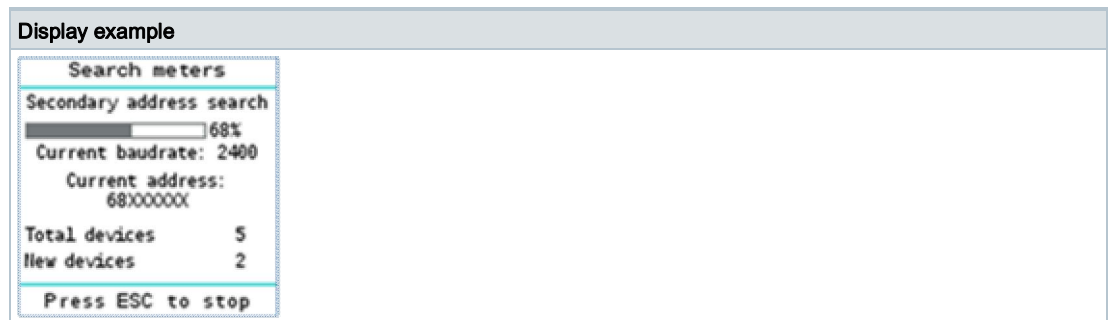 Display example
Search meters
Secondary address search
68%
Current baudrate: 2400
Current address:
68XXXXXX
Total devices 5
New devices 2
Press ESC to stop